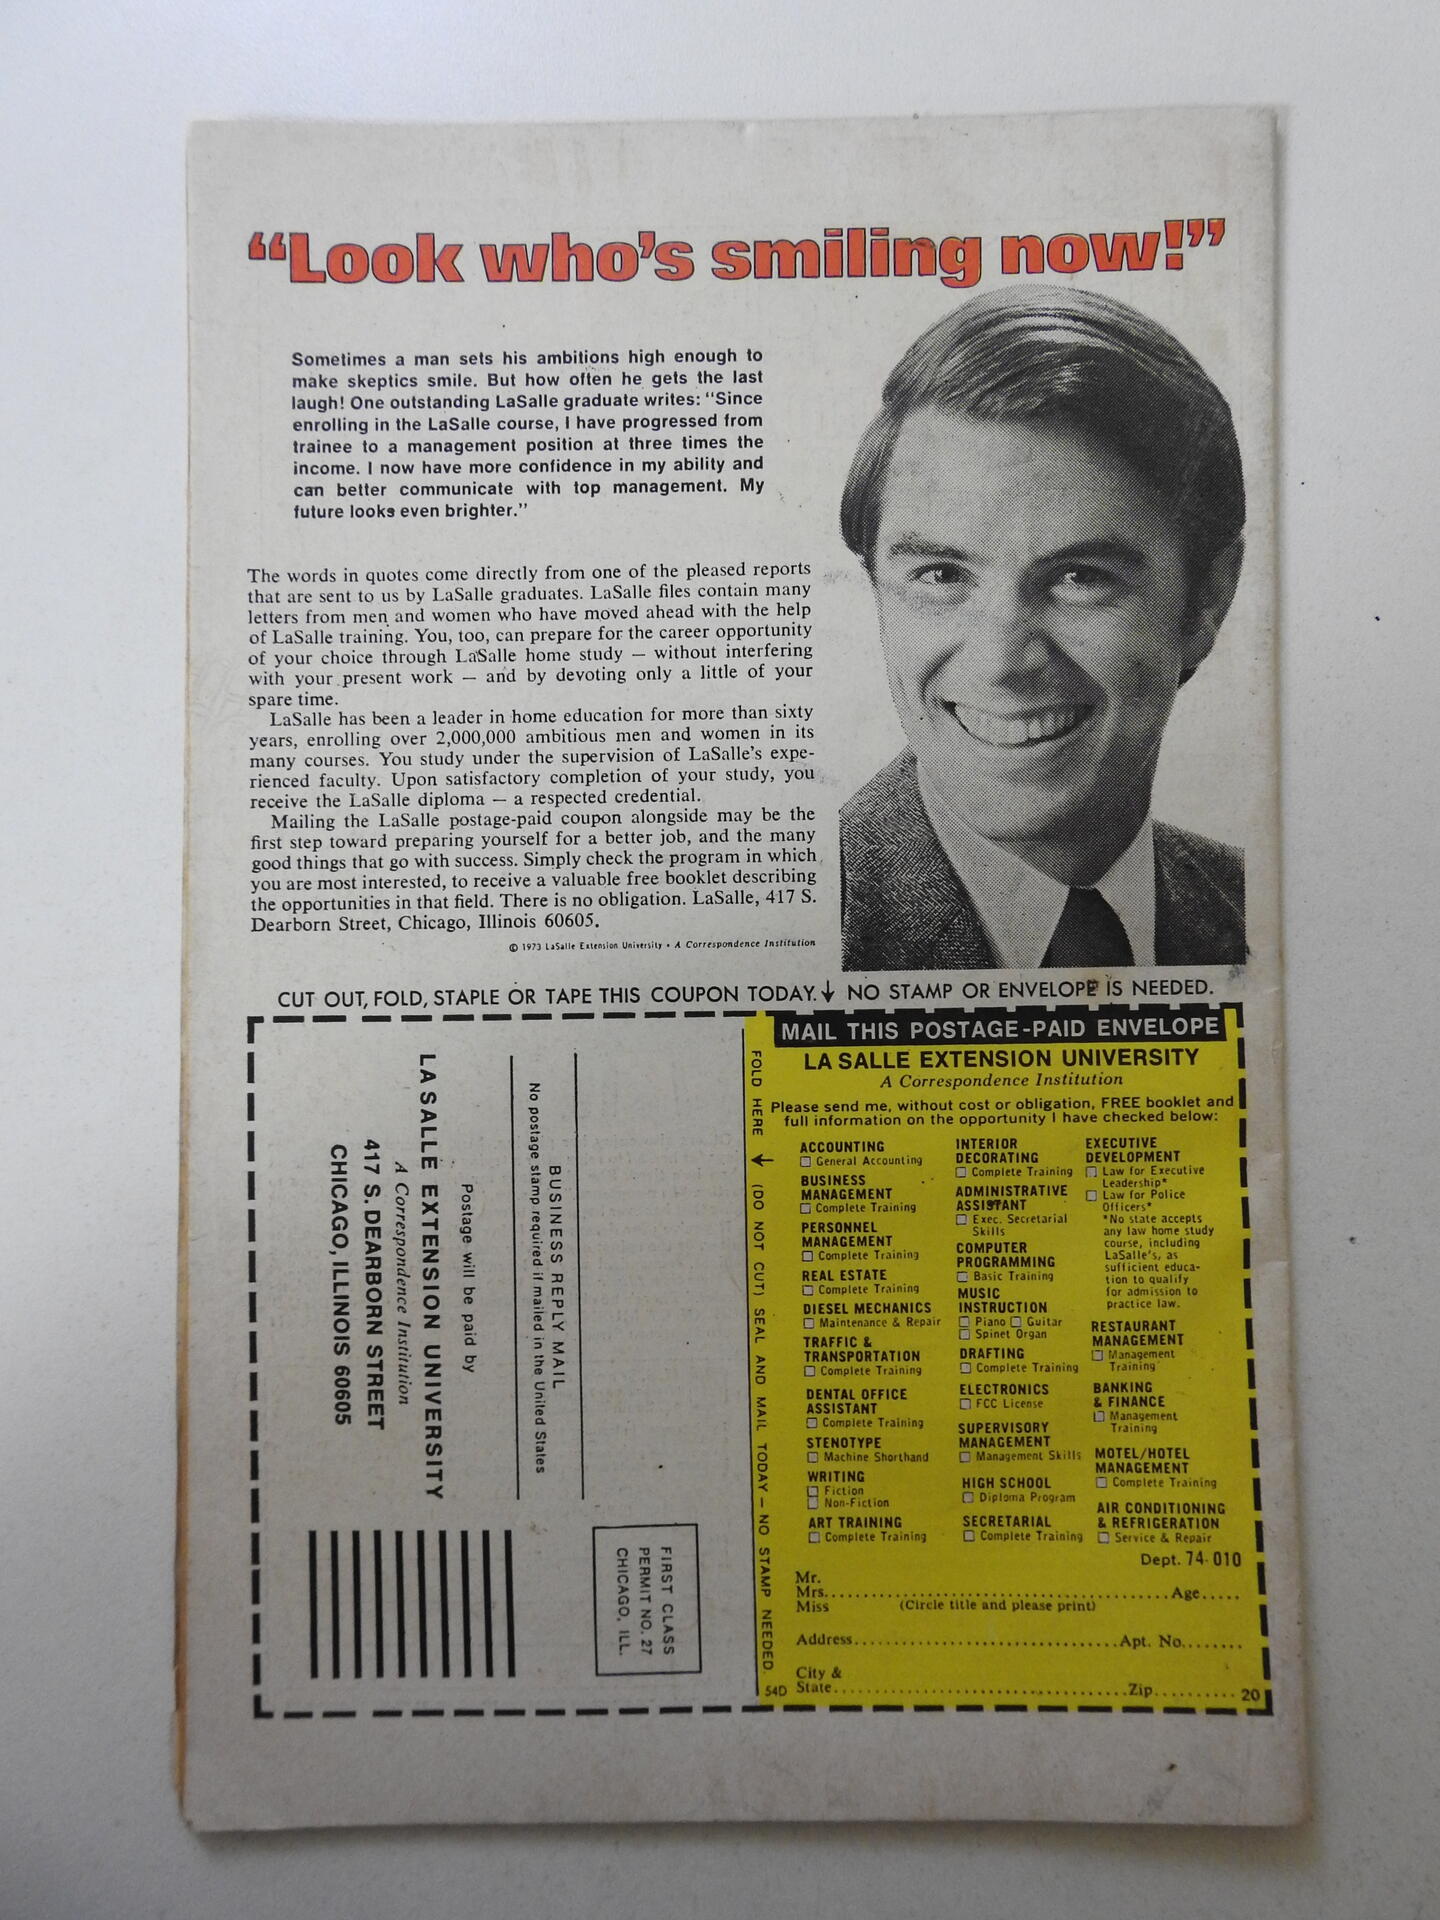 “Look who's smiling now!”
Sometimes a man sets his ambitions high enough to
make skeptics smile. But how often he gets the last
laugh! One outstanding LaSalle graduate writes: “Since
enrolling in the LaSalle course, I have progressed from
trainee to a management position at three times the
income. I now have more confidence in my ability and
can better communicate with top management. My
future looks even brighter.”
The words in quotes come directly from one of the pleased reports
that are sent to us by LaSalle graduates. LaSalle files contain many
letters from men and women who have moved ahead with the help
of LaSalle training. You, too, can prepare for the career opportunity
of your choice through LaSalle home study — without interfering
with your present work — and by devoting only a little of your
spare time.
LaSalle has been a leader in home education for more than sixty
years, enrolling over 2,000,000 ambitious men and women in its
many courses. You study under the supervision of LaSalle's expe-
rienced faculty. Upon satisfactory completion of your study, you
receive the LaSalle diploma — a respected credential.
Mailing the LaSalle postage-paid coupon alongside may be the
first step toward preparing yourself for a better job, and the many
good things that go with success. Simply check the program in which
you are most interested, to receive a valuable free booklet describing
the opportunities in that field. There is no obligation. LaSalle, 417 S.
Dearborn Street, Chicago, Illinois 60605.
© 1973 LaSalle Extension University • A Correspondence Institution
CUT OUT, FOLD, STAPLE OR TAPE THIS COUPON TODAY.↓ NO STAMP OR ENVELOPE IS NEEDED.
FIRST CLASS
PERMIT NO. 27
CHICAGO, ILL.
BUSINESS REPLY MAIL
No postage stamp required if mailed in the United States
Postage will be paid by
LA SALLE EXTENSION UNIVERSITY
A Correspondence Institution
417 S. DEARBORN STREET
CHICAGO, ILLINOIS 60605
FOLD HERE ↓ (DO NOT CUT) SEAL AND MAIL TODAY — NO STAMP NEEDED.
MAIL THIS POSTAGE-PAID ENVELOPE
LA SALLE EXTENSION UNIVERSITY
A Correspondence Institution
Please send me, without cost or obligation, FREE booklet and
full information on the opportunity I have checked below:
ACCOUNTING
☐ General Accounting
BUSINESS
MANAGEMENT
☐ Complete Training
PERSONNEL
MANAGEMENT
☐ Complete Training
REAL ESTATE
☐ Complete Training
DIESEL MECHANICS
☐ Maintenance & Repair
TRAFFIC &
TRANSPORTATION
☐ Complete Training
DENTAL OFFICE
ASSISTANT
☐ Complete Training
STENOTYPE
☐ Machine Shorthand
WRITING
☐ Fiction
☐ Non-Fiction
ART TRAINING
☐ Complete Training
INTERIOR
DECORATING
☐ Complete Training
ADMINISTRATIVE
ASSISTANT
☐ Exec. Secretarial
Skills
COMPUTER
PROGRAMMING
☐ Basic Training
MUSIC
INSTRUCTION
☐ Piano ☐ Guitar
☐ Spinet Organ
DRAFTING
☐ Complete Training
ELECTRONICS
☐ FCC License
SUPERVISORY
MANAGEMENT
☐ Management Skills
HIGH SCHOOL
☐ Diploma Program
SECRETARIAL
☐ Complete Training
EXECUTIVE
DEVELOPMENT
☐ Law for Executive
Leadership*
☐ Law for Police
Officers*
*No state accepts
any law home study
course, including
LaSalle's, as
sufficient educa-
tion to qualify
for admission to
practice law.
RESTAURANT
MANAGEMENT
☐ Management
Training
BANKING
& FINANCE
☐ Management
Training
MOTEL/HOTEL
MANAGEMENT
☐ Complete Training
AIR CONDITIONING
& REFRIGERATION
☐ Service & Repair
Dept. 74-010
Mr.
Mrs. Age
Miss (Circle title and please print)
Address Apt. No.
City &
State Zip 20
54D